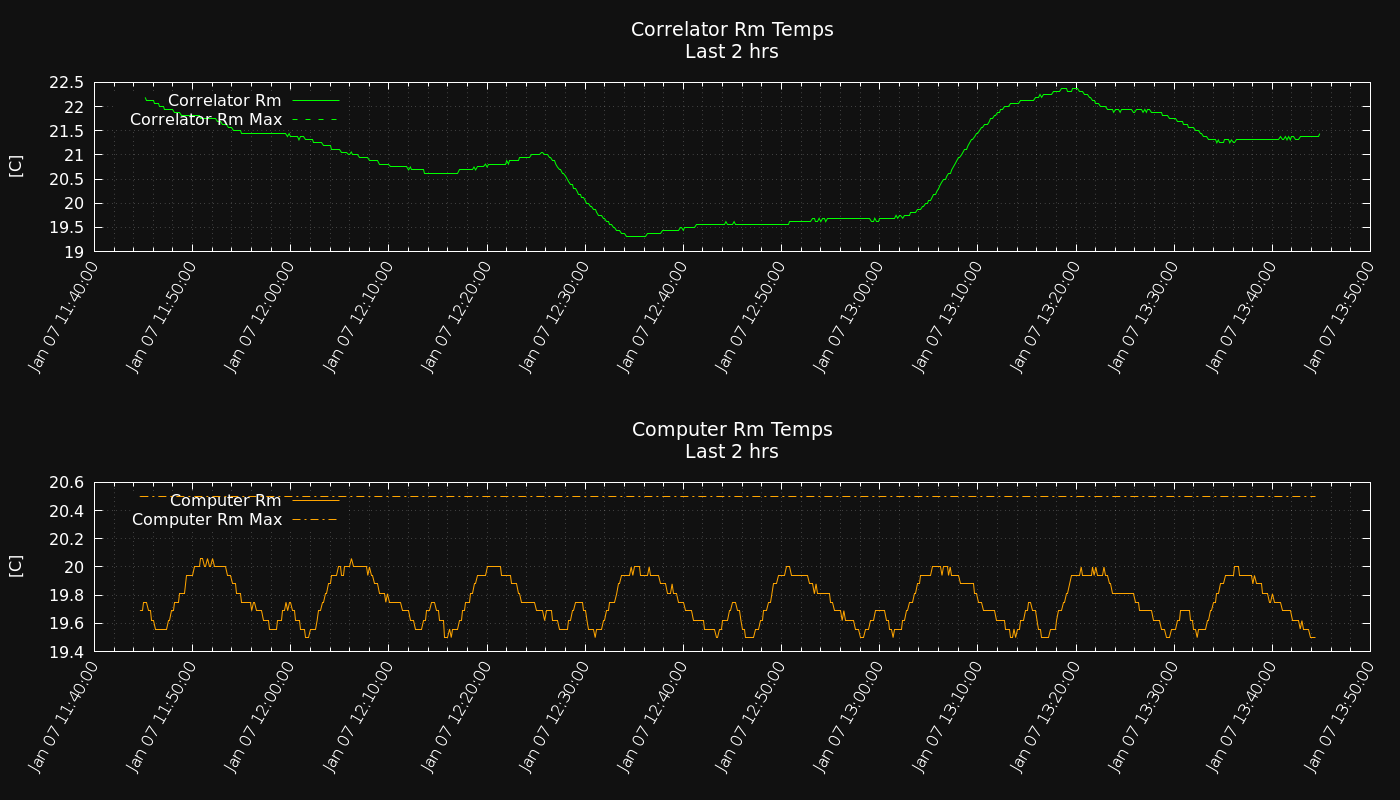 Correlator Rm Temps
Last 2 hrs
[C]
22.5
22
21.5
21
20.5
20
19.5
19
Correlator Rm
Correlator Rm Max
Jan 07 11:40:00
Jan 07 11:50:00
Jan 07 12:00:00
Jan 07 12:10:00
Jan 07 12:20:00
Jan 07 12:30:00
Jan 07 12:40:00
Jan 07 12:50:00
Jan 07 13:00:00
Jan 07 13:10:00
Jan 07 13:20:00
Jan 07 13:30:00
Jan 07 13:40:00
Jan 07 13:50:00
Computer Rm Temps
Last 2 hrs
[C]
20.6
20.4
20.2
20
19.8
19.6
19.4
Computer Rm
Computer Rm Max
Jan 07 11:40:00
Jan 07 11:50:00
Jan 07 12:00:00
Jan 07 12:10:00
Jan 07 12:20:00
Jan 07 12:30:00
Jan 07 12:40:00
Jan 07 12:50:00
Jan 07 13:00:00
Jan 07 13:10:00
Jan 07 13:20:00
Jan 07 13:30:00
Jan 07 13:40:00
Jan 07 13:50:00